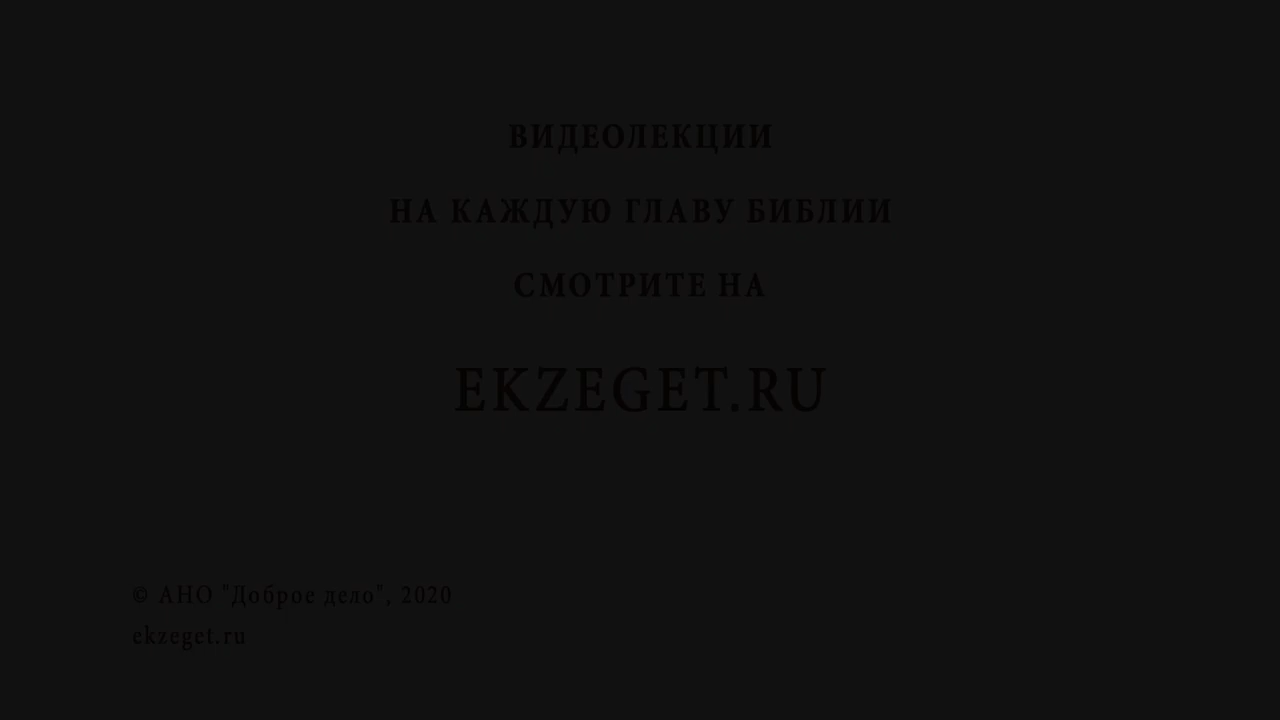 ВИДЕОЛЕКЦИИ
НА КАЖДУЮ ГЛАВУ БИБЛИИ
СМОТРИТЕ НА
EKZEGET.RU
© АНО "Доброе дело", 2020
ekzeget.ru